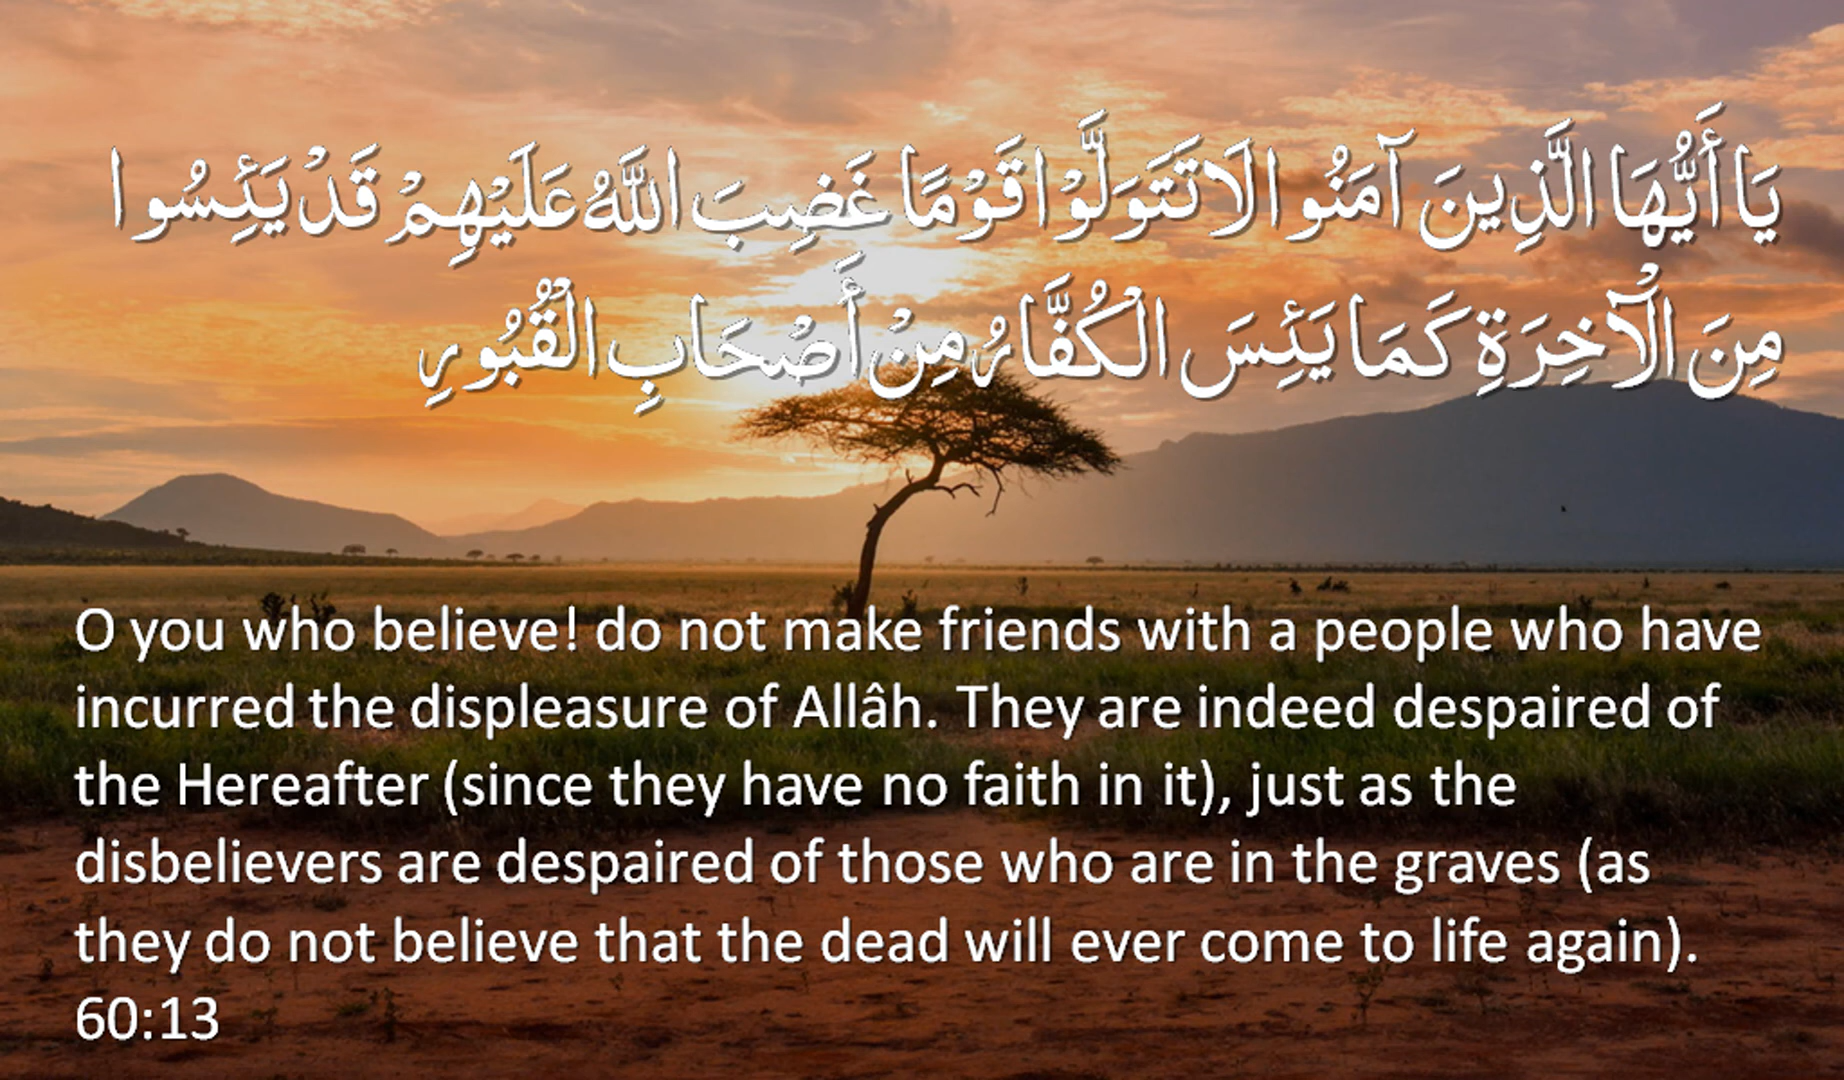 يَا أَيُّهَا الَّذِينَ آمَنُوا لَا تَتَوَلَّوْا قَوْمًا غَضِبَ اللَّهُ عَلَيْهِمْ قَدْ يَئِسُوا
مِنَ الْآخِرَةِ كَمَا يَئِسَ الْكُفَّارُ مِنْ أَصْحَابِ الْقُبُورِ
O you who believe! do not make friends with a people who have
incurred the displeasure of Allâh. They are indeed despaired of
the Hereafter (since they have no faith in it), just as the
disbelievers are despaired of those who are in the graves (as
they do not believe that the dead will ever come to life again).
60:13